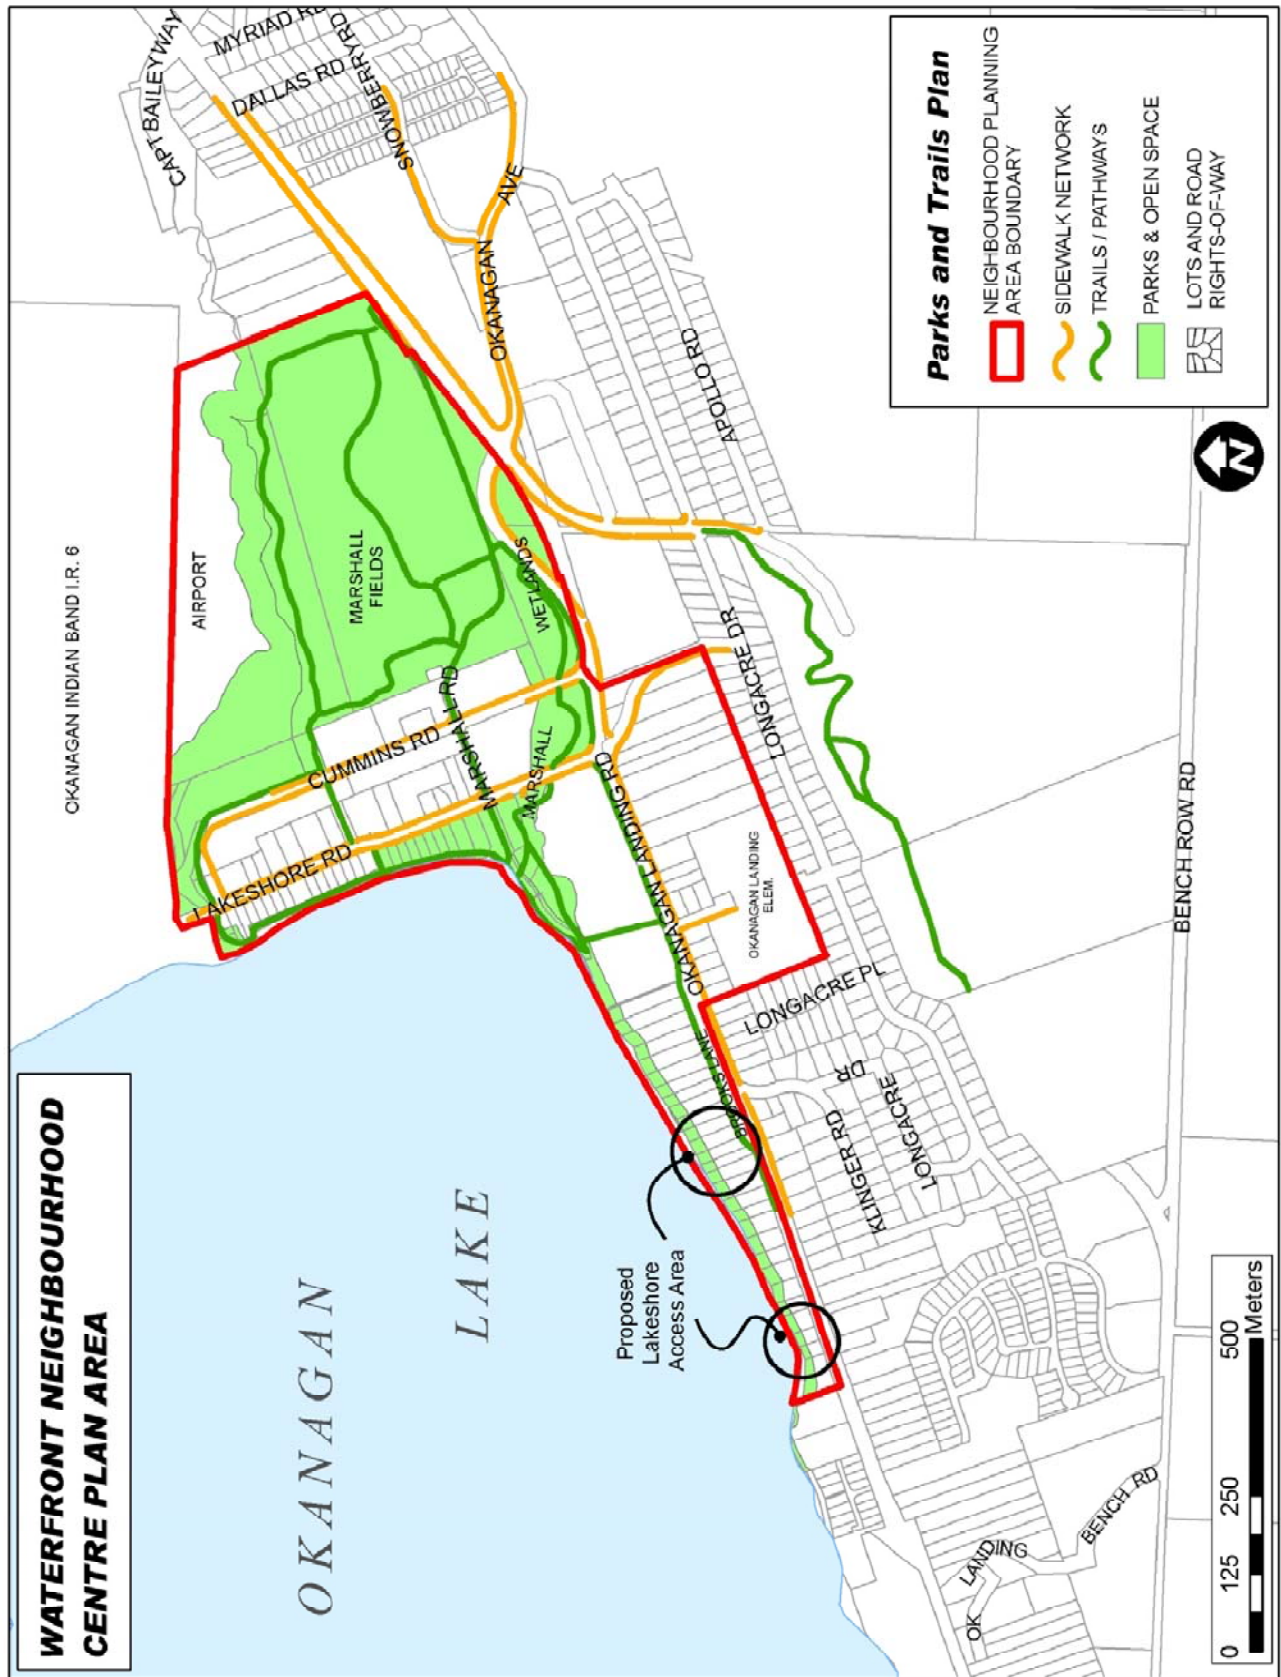 WATERFRONT NEIGHBOURHOOD
CENTRE PLAN AREA
OKANAGAN INDIAN BAND I.R. 6
CAPT BAILEY WAY
MYRIAD RD
DALLAS RD
SNOWBERRY RD
AIRPORT
MARSHALL
FIELDS
OKANAGAN
AVE
LAKESHORE RD
CUMMINS RD
MARSHALL RD
MARSHALL
MARSHALL
WETLANDS
OKANAGAN
LAKE
OKANAGAN LANDING RD
OKANAGAN LANDING
ELEM.
APOLLO RD
LONGACRE DR
LONGACRE PL
BROOKS LANE
Proposed
Lakeshore
Access Area
KLINGER RD
LONGACRE
DR
BENCH ROW RD
OK
LANDING
BENCH RD
Parks and Trails Plan
NEIGHBOURHOOD PLANNING
AREA BOUNDARY
SIDEWALK NETWORK
TRAILS / PATHWAYS
PARKS & OPEN SPACE
LOTS AND ROAD
RIGHTS-OF-WAY
N
0 125 250 500
Meters